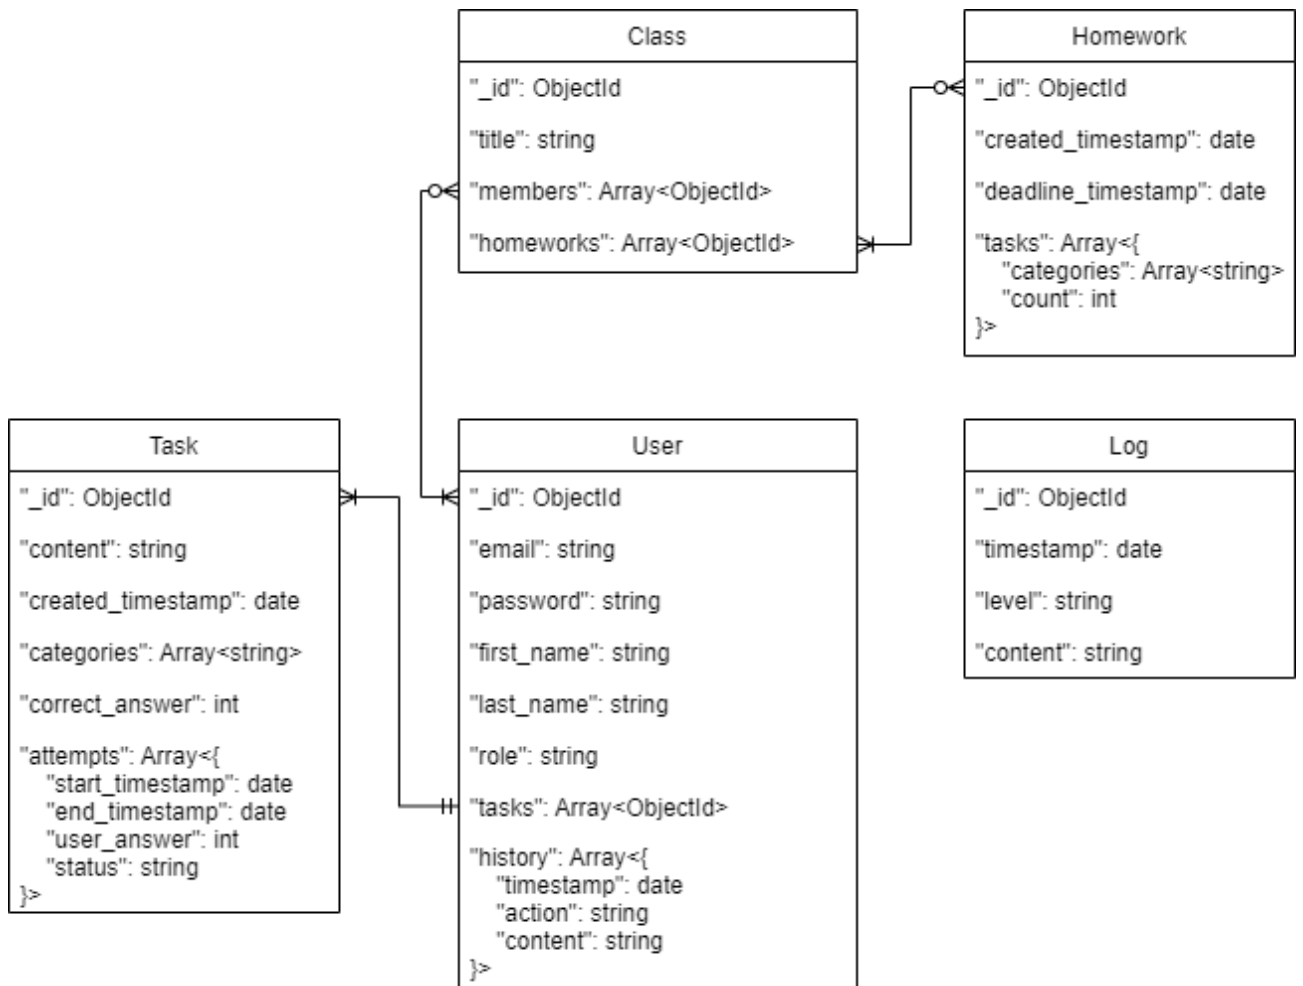 Class
"_id": ObjectId
"title": string
"members": Array<ObjectId>
"homeworks": Array<ObjectId>
Homework
"_id": ObjectId
"created_timestamp": date
"deadline_timestamp": date
"tasks": Array<{
"categories": Array<string>
"count": int
}>
Task
"_id": ObjectId
"content": string
"created_timestamp": date
"categories": Array<string>
"correct_answer": int
"attempts": Array<{
"start_timestamp": date
"end_timestamp": date
"user_answer": int
"status": string
}>
User
"_id": ObjectId
"email": string
"password": string
"first_name": string
"last_name": string
"role": string
"tasks": Array<ObjectId>
"history": Array<{
"timestamp": date
"action": string
"content": string
}>
Log
"_id": ObjectId
"timestamp": date
"level": string
"content": string